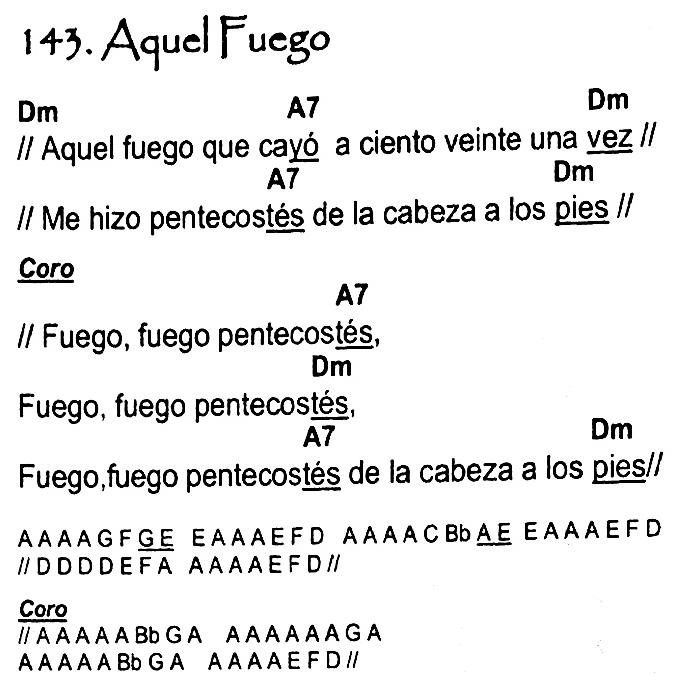 143. Aquel Fuego
Dm A7 Dm
// Aquel fuego que cayó a ciento veinte una vez //
A7 Dm
// Me hizo pentecostés de la cabeza a los pies //
Coro
A7
// Fuego, fuego pentecostés,
Dm
Fuego, fuego pentecostés,
A7 Dm
Fuego,fuego pentecostés de la cabeza a los pies//
A A A A G F G E E A A A E F D A A A A C Bb A E E A A A E F D
// D D D D E F A A A A A E F D //
Coro
// A A A A A Bb G A A A A A A A G A
A A A A A Bb G A A A A A E F D //